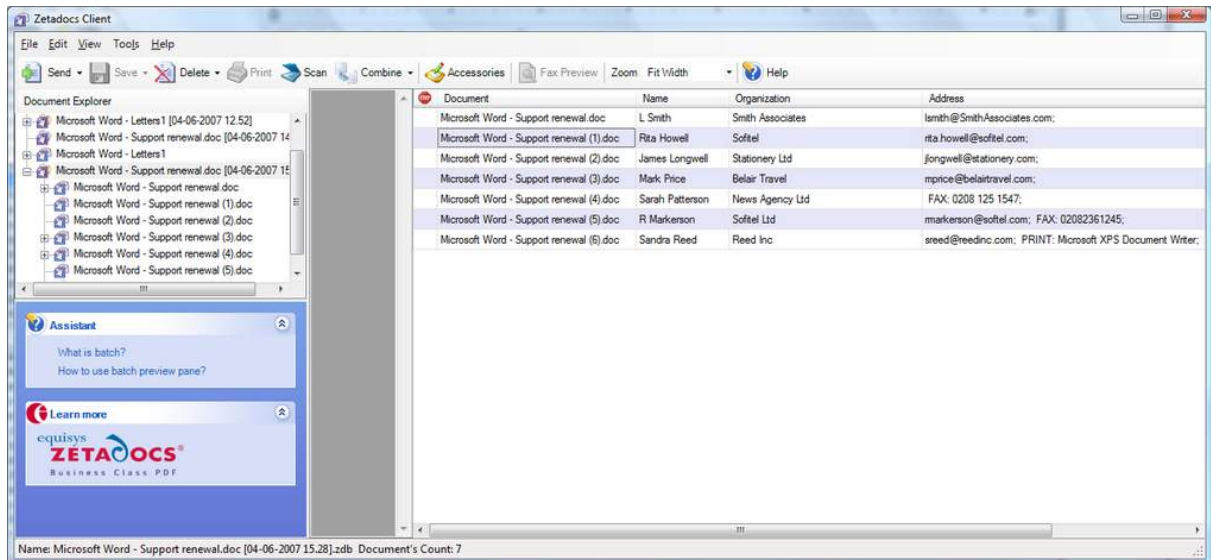 Zetadocs Client
File Edit View Tools Help
Send Save Delete Print Scan Combine Accessories Fax Preview Zoom Fit Width Help
Document Explorer
Microsoft Word - Letters1 [04-06-2007 12.52]
Microsoft Word - Support renewal.doc [04-06-2007 14
Microsoft Word - Letters1
Microsoft Word - Support renewal.doc [04-06-2007 15
Microsoft Word - Support renewal.doc
Microsoft Word - Support renewal (1).doc
Microsoft Word - Support renewal (2).doc
Microsoft Word - Support renewal (3).doc
Microsoft Word - Support renewal (4).doc
Microsoft Word - Support renewal (5).doc
Assistant
What is batch?
How to use batch preview pane?
Learn more
equisys
ZETADOCS®
Business Class PDF
Document Name Organization Address
Microsoft Word - Support renewal.doc L Smith Smith Associates lsmith@SmithAssociates.com;
Microsoft Word - Support renewal (1).doc Rita Howell Sofitel rita.howell@sofitel.com;
Microsoft Word - Support renewal (2).doc James Longwell Stationery Ltd jlongwell@stationery.com;
Microsoft Word - Support renewal (3).doc Mark Price Belair Travel mprice@belairtravel.com;
Microsoft Word - Support renewal (4).doc Sarah Patterson News Agency Ltd FAX: 0208 125 1547;
Microsoft Word - Support renewal (5).doc R Markerson Softel Ltd rmarkerson@softel.com; FAX: 02082361245;
Microsoft Word - Support renewal (6).doc Sandra Reed Reed Inc sreed@reedinc.com; PRINT: Microsoft XPS Document Writer;
Name: Microsoft Word - Support renewal.doc [04-06-2007 15.28].zdb Document's Count: 7